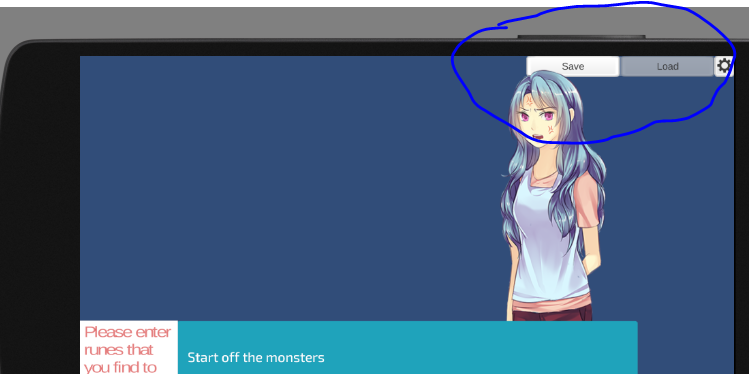 Save
Load
Please enter
runes that
you find to
Start off the monsters